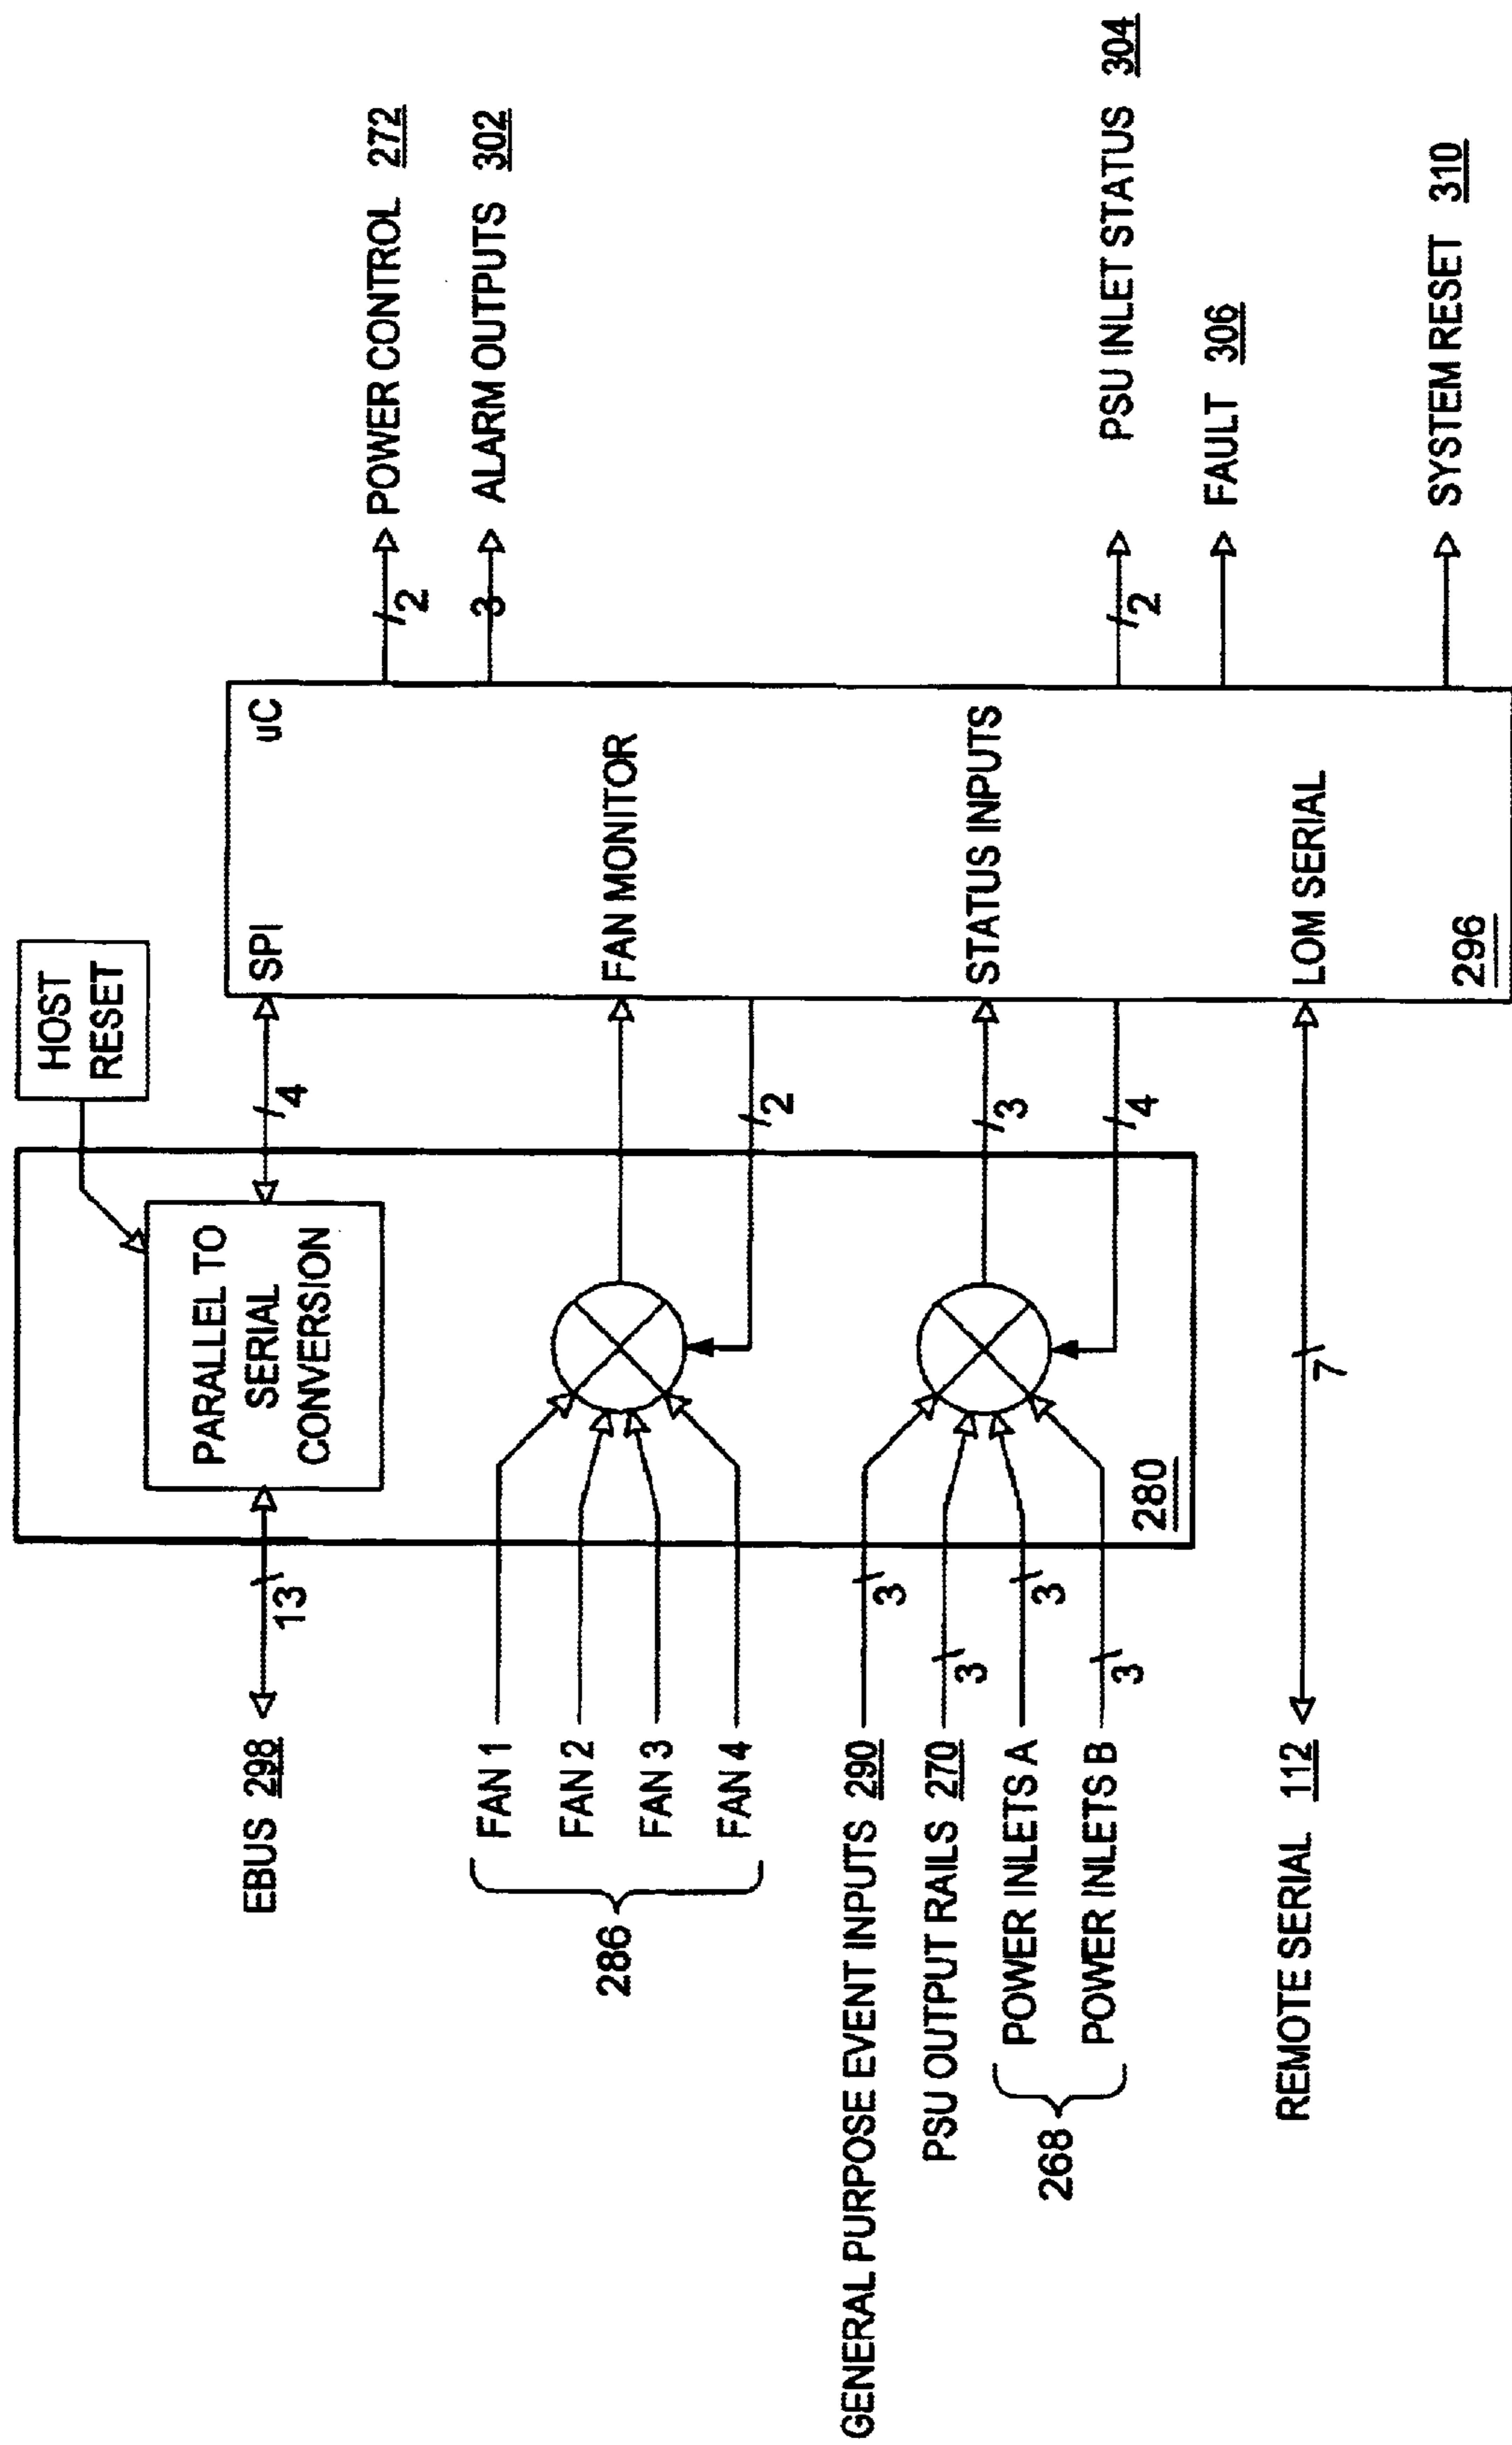 HOST
RESET
EBUS 298
13
PARALLEL TO
SERIAL
CONVERSION
4
SPI
uC
2
POWER CONTROL 272
3
ALARM OUTPUTS 302
FAN 1
FAN 2
FAN 3
FAN 4
286
FAN MONITOR
2
GENERAL PURPOSE EVENT INPUTS 290
3
PSU OUTPUT RAILS 270
3
POWER INLETS A
3
POWER INLETS B
3
268
3
STATUS INPUTS
4
280
2
PSU INLET STATUS 304
FAULT 306
REMOTE SERIAL 112
7
LOM SERIAL
SYSTEM RESET 310
296